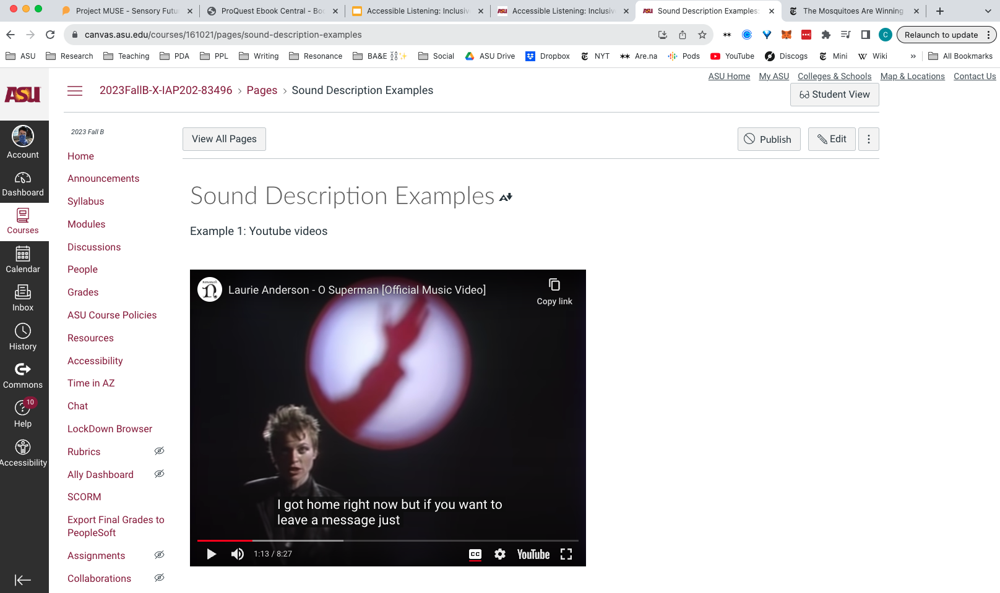 Project MUSE - Sensory Futu
ProQuest Ebook Central - Boo
Accessible Listening: Inclusiv
Accessible Listening: Inclusiv
Sound Description Examples:
The Mosquitoes Are Winning
canvas.asu.edu/courses/161021/pages/sound-description-examples
C
Relaunch to update
ASU Research Teaching PDA PPL Writing Resonance BA&E Social ASU Drive Dropbox NYT Are.na Pods YouTube Discogs Mini Wiki » All Bookmarks
ASU Home My ASU Colleges & Schools Map & Locations Contact Us
ASU
2023FallB-X-IAP202-83496 › Pages › Sound Description Examples
Student View
Account
Dashboard
Courses
Calendar
Inbox
History
Commons
10
Help
Accessibility
2023 Fall B
Home
Announcements
Syllabus
Modules
Discussions
People
Grades
ASU Course Policies
Resources
Accessibility
Time in AZ
Chat
LockDown Browser
Rubrics
Ally Dashboard
SCORM
Export Final Grades to
PeopleSoft
Assignments
Collaborations
View All Pages
Publish
Edit
Sound Description Examples
Example 1: Youtube videos
Laurie Anderson - O Superman [Official Music Video]
Copy link
I got home right now but if you want to
leave a message just
1:13 / 8:27
CC
YouTube